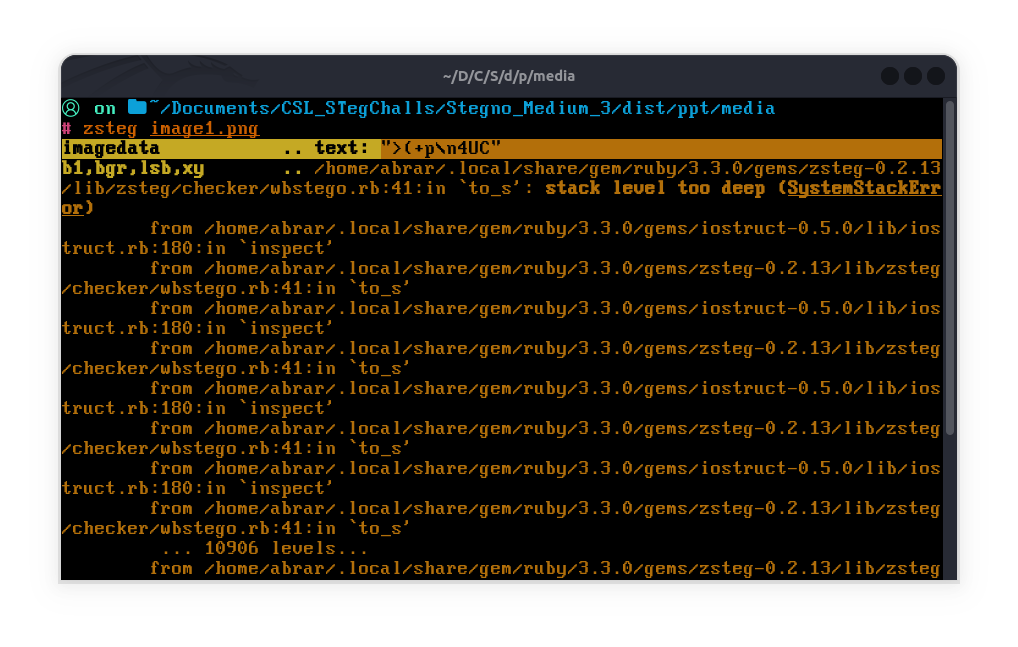 ~/D/C/S/d/p/media
on ~/Documents/CSL_STegChalls/Stegno_Medium_3/dist/ppt/media
# zsteg image1.png
imagedata .. text: ">(+p\n4UC"
b1,bgr,lsb,xy .. /home/abrar/.local/share/gem/ruby/3.3.0/gems/zsteg-0.2.13
/lib/zsteg/checker/wbstego.rb:41:in `to_s': stack level too deep (SystemStackErr
or)
from /home/abrar/.local/share/gem/ruby/3.3.0/gems/iostruct-0.5.0/lib/ios
truct.rb:180:in `inspect'
from /home/abrar/.local/share/gem/ruby/3.3.0/gems/zsteg-0.2.13/lib/zsteg
/checker/wbstego.rb:41:in `to_s'
from /home/abrar/.local/share/gem/ruby/3.3.0/gems/iostruct-0.5.0/lib/ios
truct.rb:180:in `inspect'
from /home/abrar/.local/share/gem/ruby/3.3.0/gems/zsteg-0.2.13/lib/zsteg
/checker/wbstego.rb:41:in `to_s'
from /home/abrar/.local/share/gem/ruby/3.3.0/gems/iostruct-0.5.0/lib/ios
truct.rb:180:in `inspect'
from /home/abrar/.local/share/gem/ruby/3.3.0/gems/zsteg-0.2.13/lib/zsteg
/checker/wbstego.rb:41:in `to_s'
from /home/abrar/.local/share/gem/ruby/3.3.0/gems/iostruct-0.5.0/lib/ios
truct.rb:180:in `inspect'
from /home/abrar/.local/share/gem/ruby/3.3.0/gems/zsteg-0.2.13/lib/zsteg
/checker/wbstego.rb:41:in `to_s'
... 10906 levels...
from /home/abrar/.local/share/gem/ruby/3.3.0/gems/zsteg-0.2.13/lib/zsteg